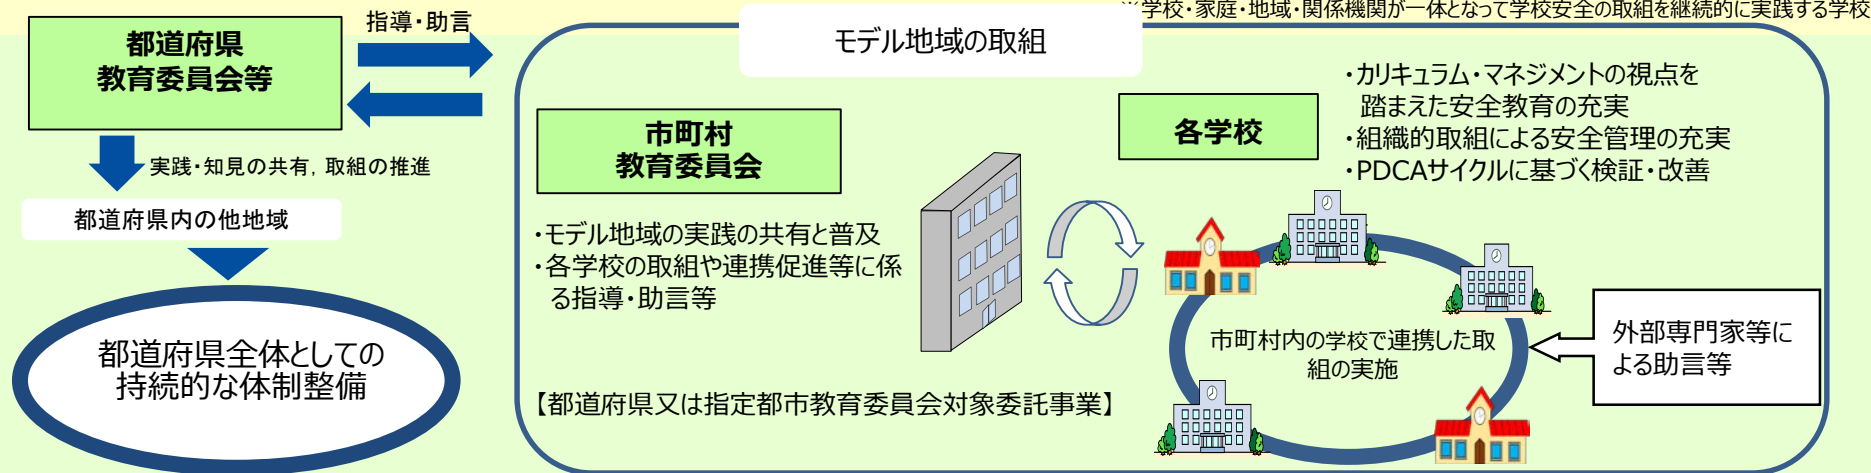 ※学校・家庭・地域・関係機関が一体となって学校安全の取組を継続的に実践する学校
都道府県
教育委員会等
指導・助言
実践・知見の共有，取組の推進
都道府県内の他地域
都道府県全体としての
持続的な体制整備
モデル地域の取組
市町村
教育委員会
・モデル地域の実践の共有と普及
・各学校の取組や連携促進等に係
る指導・助言等
【都道府県又は指定都市教育委員会対象委託事業】
各学校
・カリキュラム・マネジメントの視点を
踏まえた安全教育の充実
・組織的取組による安全管理の充実
・PDCAサイクルに基づく検証・改善
市町村内の学校で連携した取
組の実施
外部専門家等に
よる助言等